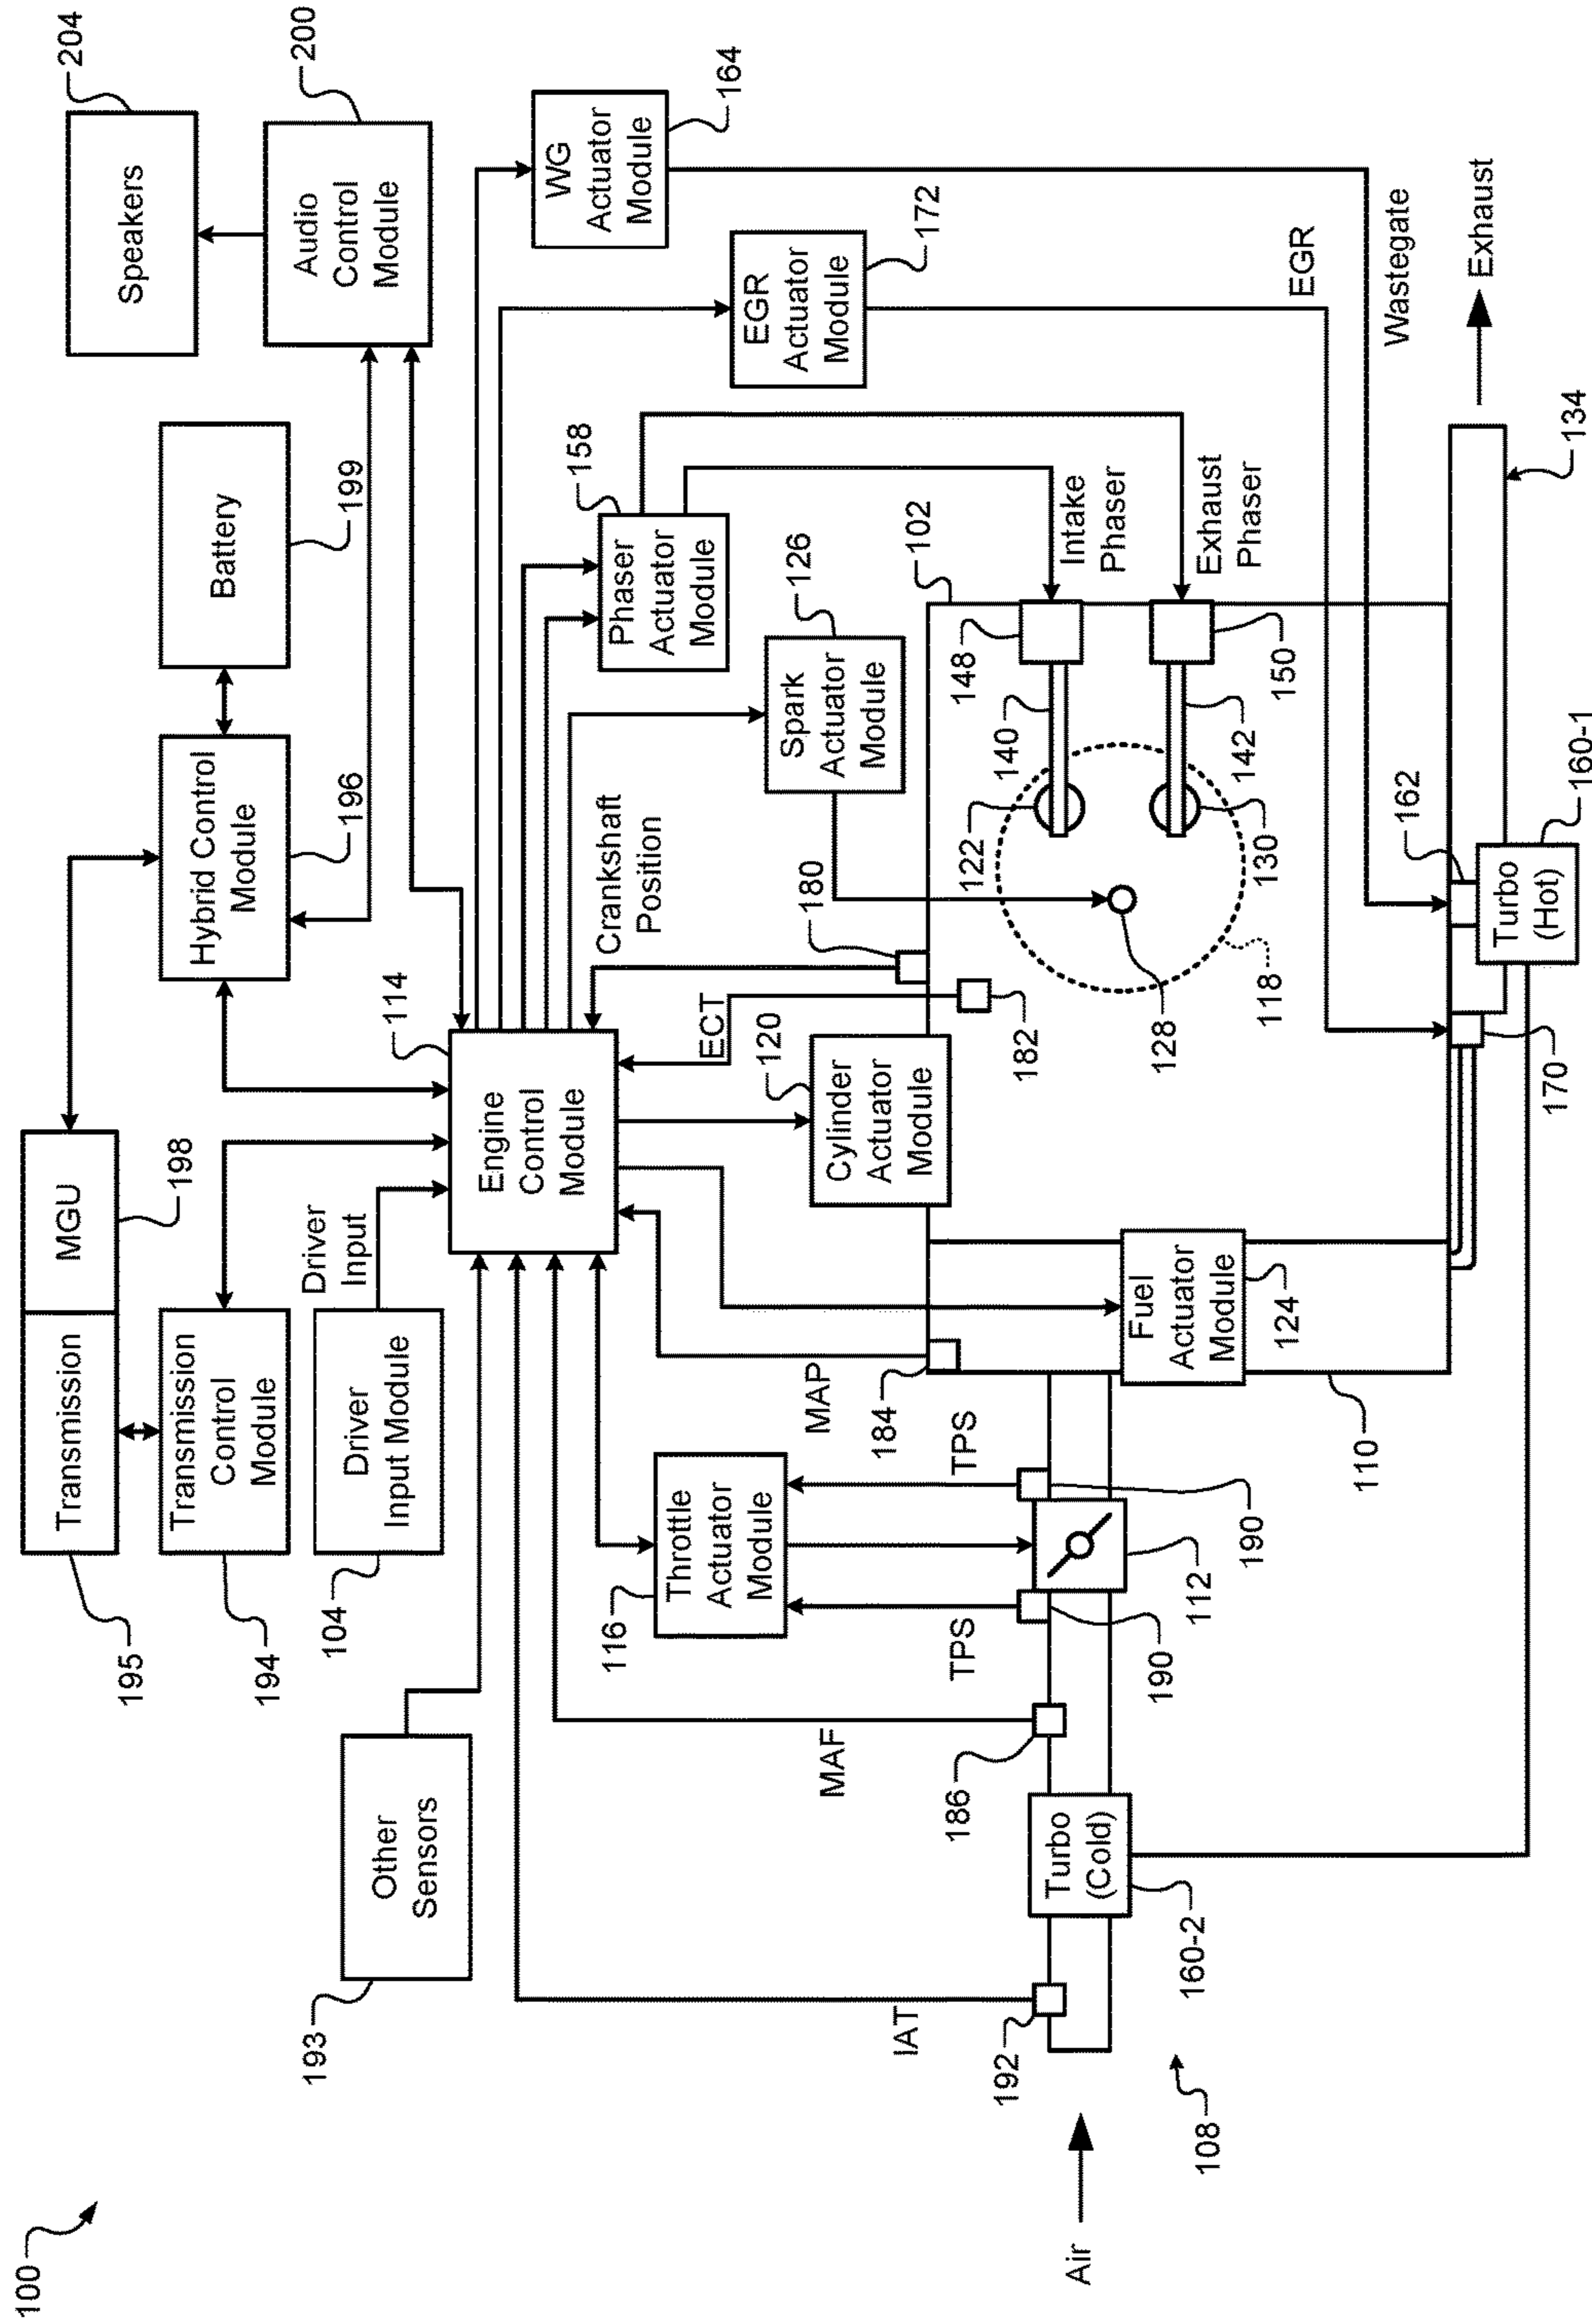 100
204
Speakers
200
Audio
Control
Module
Battery
199
Hybrid Control
Module
196
MGU
198
Transmission
195
Transmission
Control
Module
194
Driver
Input
Driver
Input Module
104
Other
Sensors
193
114
Engine
Control
Module
WG
Actuator
Module
164
EGR
Actuator
Module
172
158
Phaser
Actuator
Module
126
Spark
Actuator
Module
Crankshaft
Position
180
ECT
120
Cylinder
Actuator
Module
182
116
Throttle
Actuator
Module
MAP
184
TPS
TPS
MAF
IAT
190
190
112
186
192
Turbo
(Cold)
160-2
Air
108
Fuel
Actuator
Module
124
110
102
Intake
Phaser
Exhaust
Phaser
148
140
122
150
142
130
128
118
EGR
Wastegate
Exhaust
134
162
160-1
Turbo
(Hot)
170